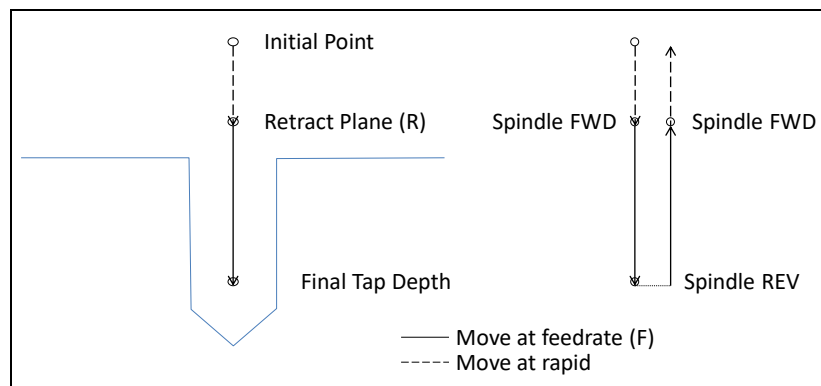 Initial Point
Retract Plane (R)
Spindle FWD
Spindle FWD
Final Tap Depth
Spindle REV
Move at feedrate (F)
Move at rapid